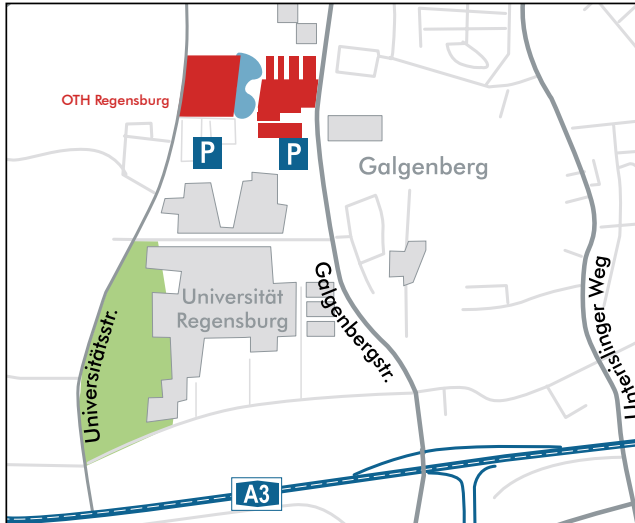 OTH Regensburg
P
P
Galgenberg
Universität
Regensburg
Universitätsstr.
Galgenbergstr.
Unterislinger Weg
A3